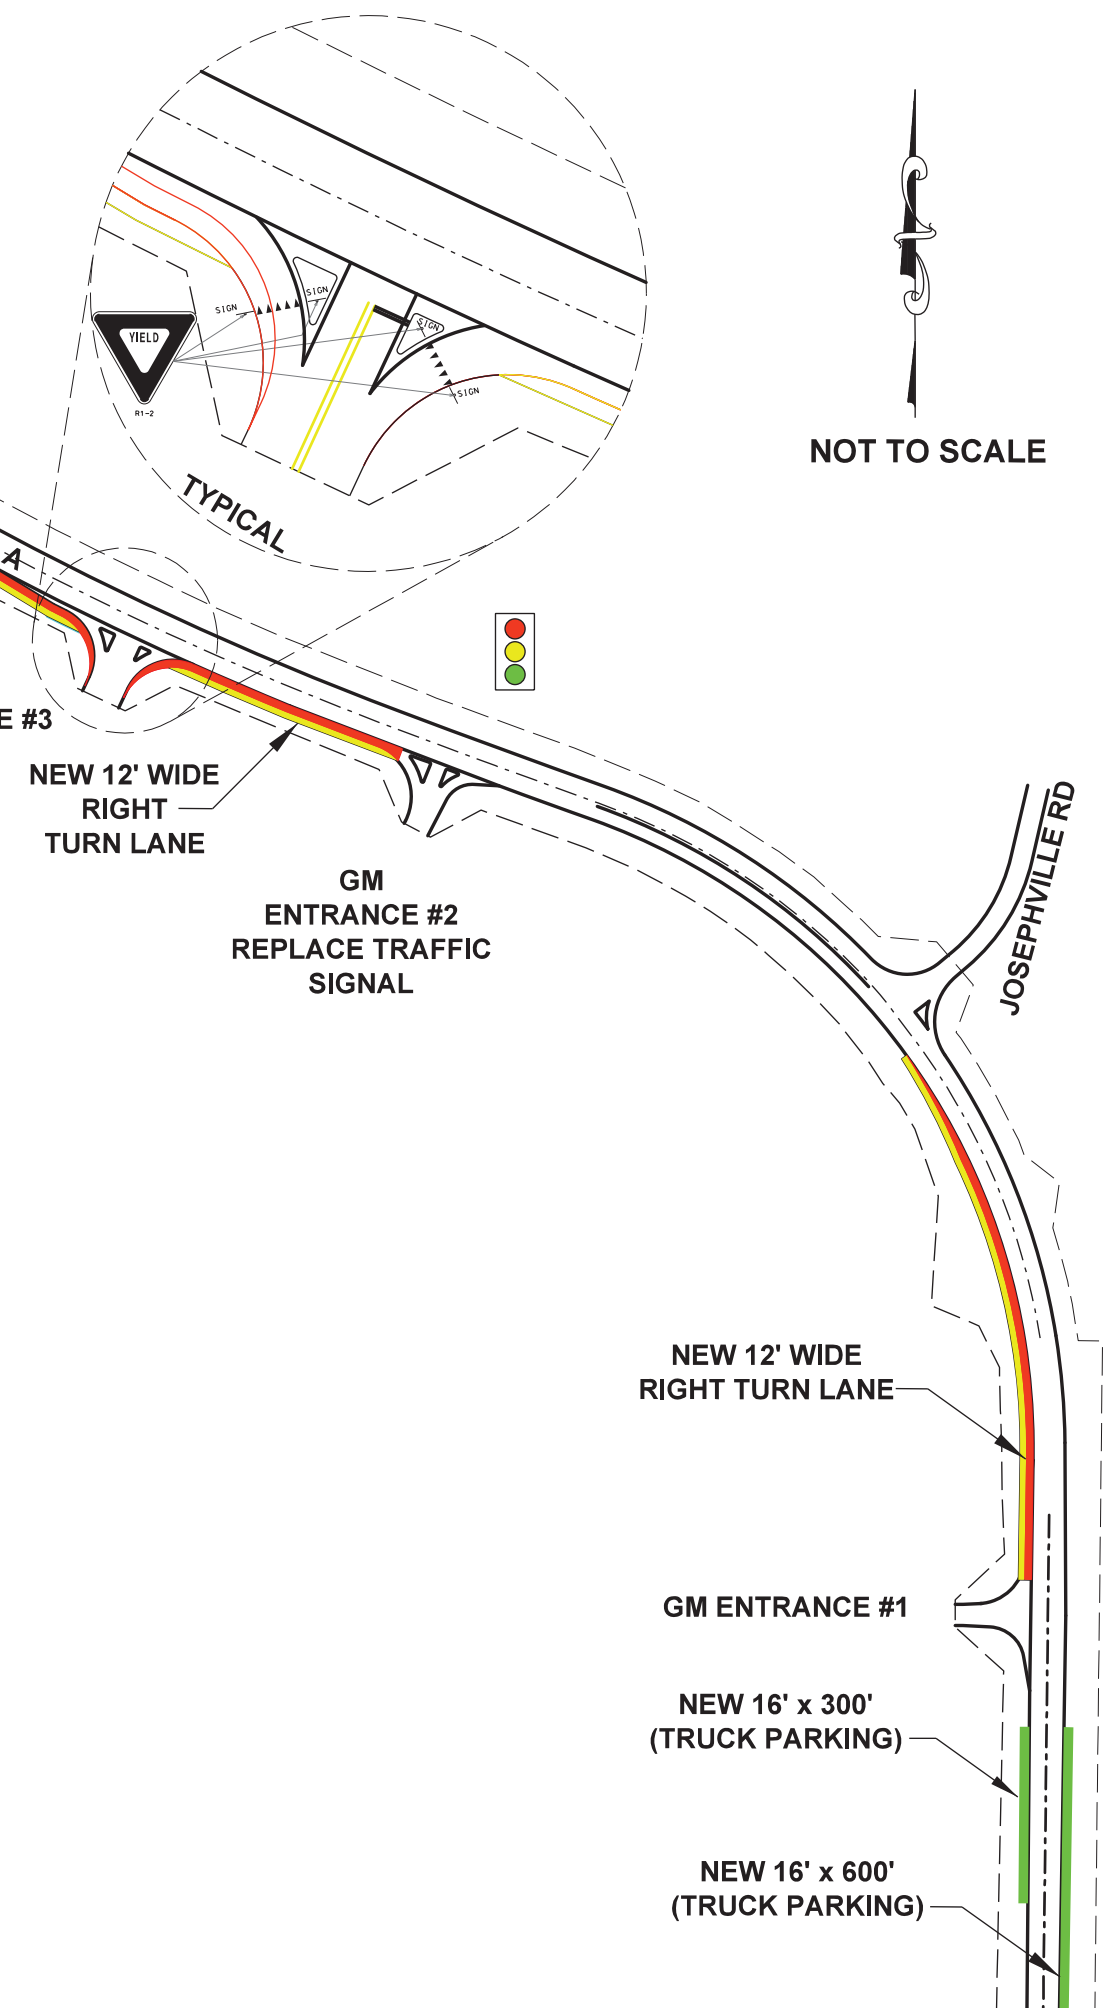 SIGN
SIGN
SIGN
SIGN
YIELD
R1-2
TYPICAL
NOT TO SCALE
A
E #3
NEW 12' WIDE
RIGHT
TURN LANE
GM
ENTRANCE #2
REPLACE TRAFFIC
SIGNAL
JOSEPHVILLE RD
NEW 12' WIDE
RIGHT TURN LANE
GM ENTRANCE #1
NEW 16' x 300'
(TRUCK PARKING)
NEW 16' x 600'
(TRUCK PARKING)